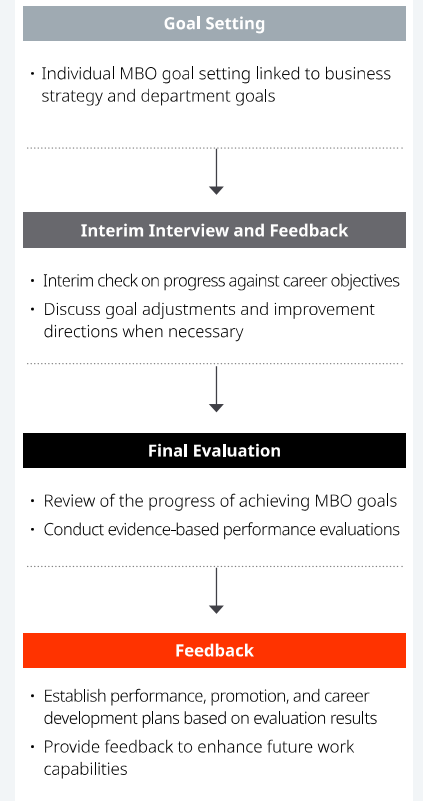 Goal Setting
· Individual MBO goal setting linked to business
strategy and department goals
Interim Interview and Feedback
· Interim check on progress against career objectives
· Discuss goal adjustments and improvement
directions when necessary
Final Evaluation
· Review of the progress of achieving MBO goals
· Conduct evidence-based performance evaluations
Feedback
· Establish performance, promotion, and career
development plans based on evaluation results
· Provide feedback to enhance future work
capabilities